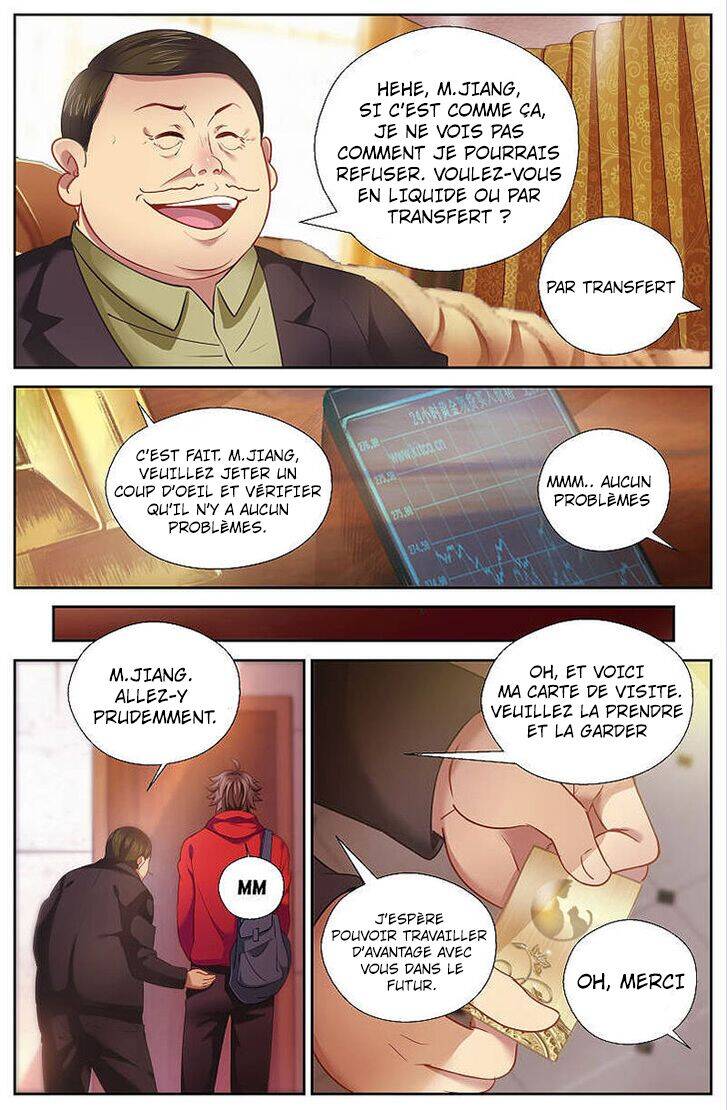 HEHE, M.JIANG,
SI C'EST COMME ÇA,
JE NE VOIS PAS
COMMENT JE POURRAIS
REFUSER. VOULEZ-VOUS
EN LIQUIDE OU PAR
TRANSFERT ?
PAR TRANSFERT
C'EST FAIT. M.JIANG,
VEUILLEZ JETER UN
COUP D'OEIL ET VÉRIFIER
QU'IL N'Y A AUCUN
PROBLÈMES.
www.kitco.cn
MMM.. AUCUN
PROBLÈMES
M.JIANG.
ALLEZ-Y
PRUDEMMENT.
MM
OH, ET VOICI
MA CARTE DE VISITE.
VEUILLEZ LA PRENDRE
ET LA GARDER
J'ESPÈRE
POUVOIR TRAVAILLER
D'AVANTAGE AVEC
VOUS DANS LE
FUTUR.
OH, MERCI